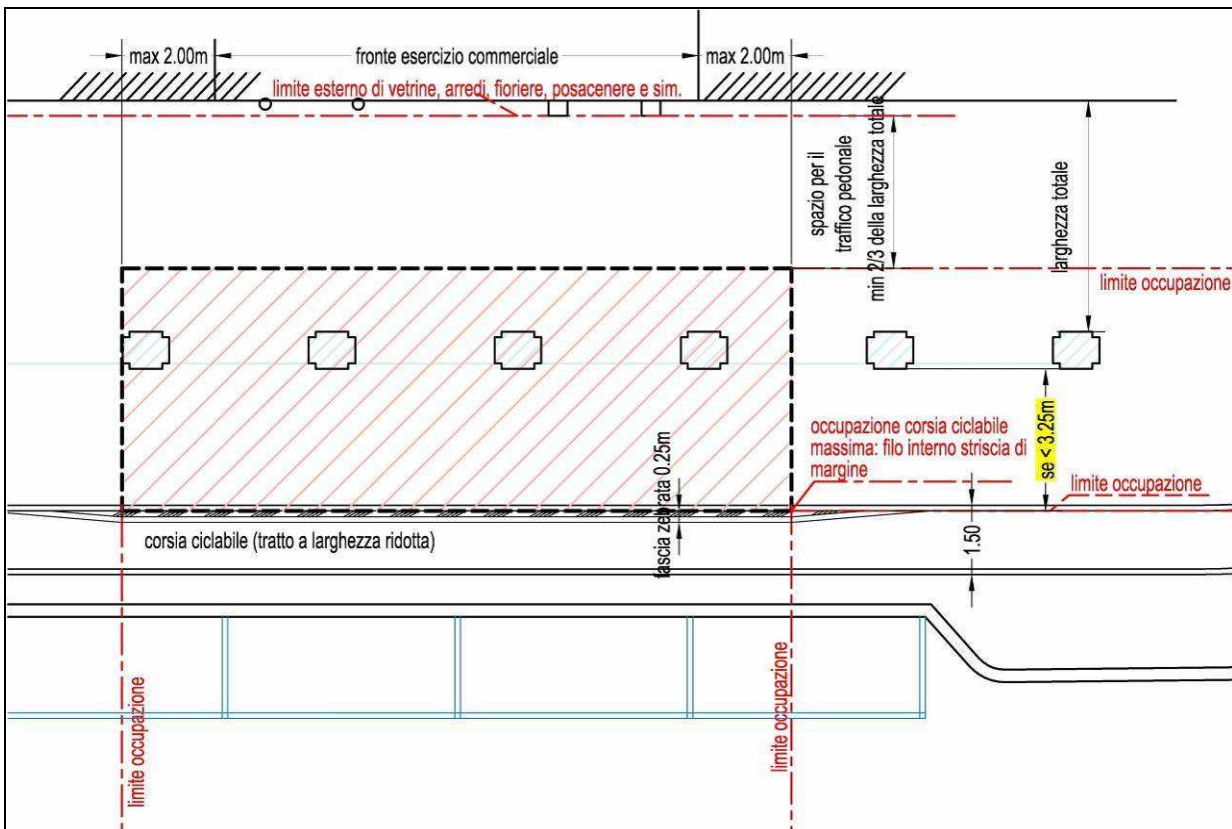 max 2.00m
fronte esercizio commerciale
max 2.00m
limite esterno di vetrine, arredi, fioriere, posacenere e sim.
spazio per il
traffico pedonale
min 2/3 della larghezza totale
larghezza totale
limite occupazione
occupazione corsia ciclabile
massima: filo interno striscia di
margine
se < 3.25m
limite occupazione
fascia zebrata 0.25m
corsia ciclabile (tratto a larghezza ridotta)
1.50
limite occupazione
limite occupazione